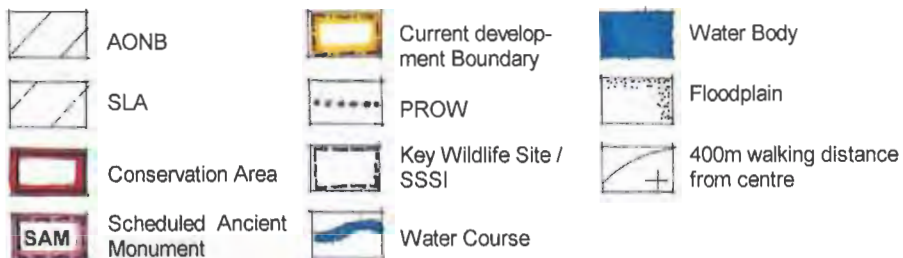 AONB
SLA
Conservation Area
SAM
Scheduled Ancient
Monument
Current develop-
ment Boundary
PROW
Key Wildlife Site /
SSSI
Water Course
Water Body
Floodplain
400m walking distance
from centre